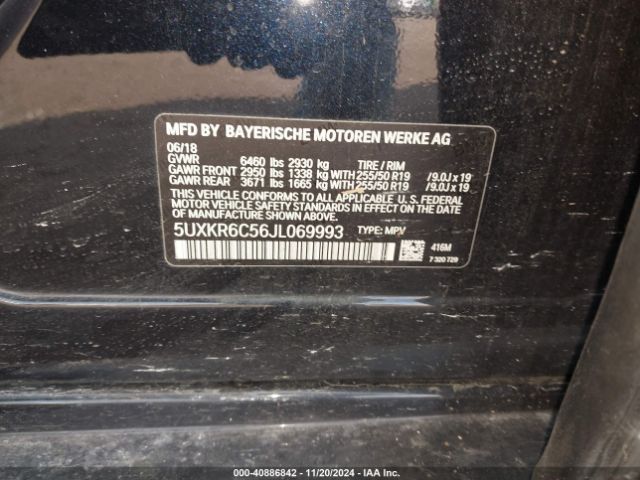 MFD BY BAYERISCHE MOTOREN WERKE AG
06/18
GVWR 6460 lbs 2930 kg TIRE / RIM
GAWR FRONT 2950 lbs 1338 kg WITH 255/50 R19 /9.0J x 19
GAWR REAR 3671 lbs 1665 kg WITH 255/50 R19 /9.0J x 19
THIS VEHICLE CONFORMS TO ALL APPLICABLE U. S. FEDERAL
MOTOR VEHICLE SAFETY STANDARDS IN EFFECT ON THE
DATE OF MANUFACTURE SHOWN ABOVE.
5UXKR6C56JL069993 TYPE: MPV
416M
7 320 729
000-40886842 - 11/20/2024 - IAA Inc.